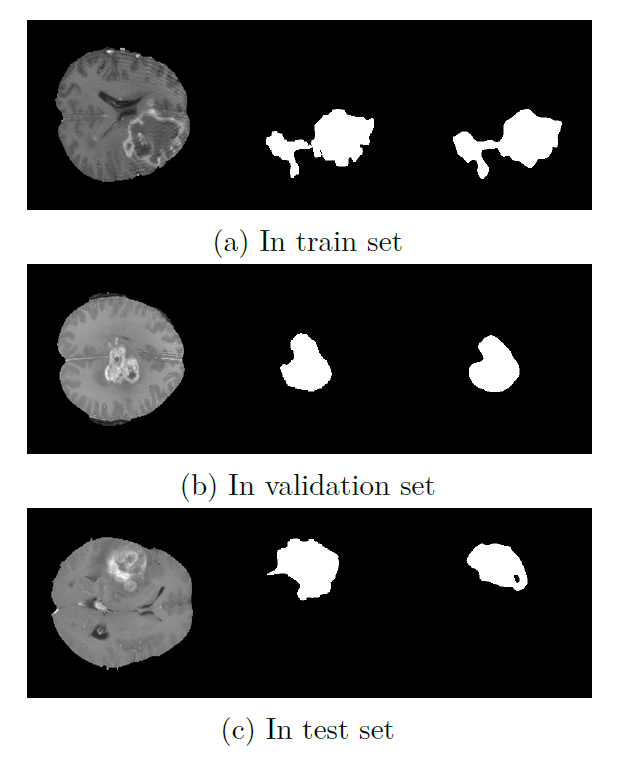 (a) In train set
(b) In validation set
(c) In test set